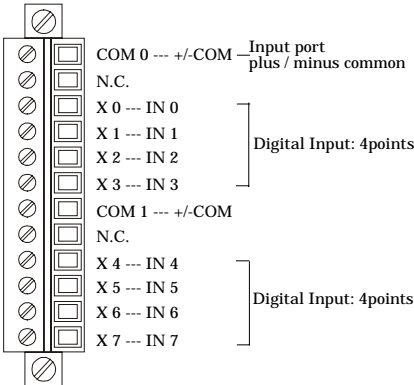 COM 0 --- +/-COM
Input port
plus / minus common
N.C.
X 0 --- IN 0
X 1 --- IN 1
X 2 --- IN 2
X 3 --- IN 3
Digital Input: 4points
COM 1 --- +/-COM
N.C.
X 4 --- IN 4
X 5 --- IN 5
X 6 --- IN 6
X 7 --- IN 7
Digital Input: 4points